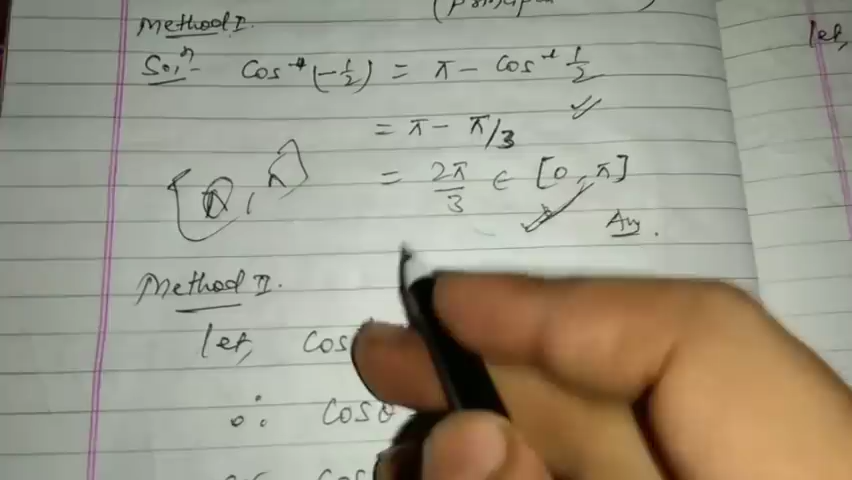 Method I.
let,
Solⁿ- Cos⁻¹(-1/2) = π - Cos⁻¹ 1/2
= π - π/3
= 2π/3 ∈ [0, π]
Ans.
Method II.
let, Cos
∴ Cosθ
Cos